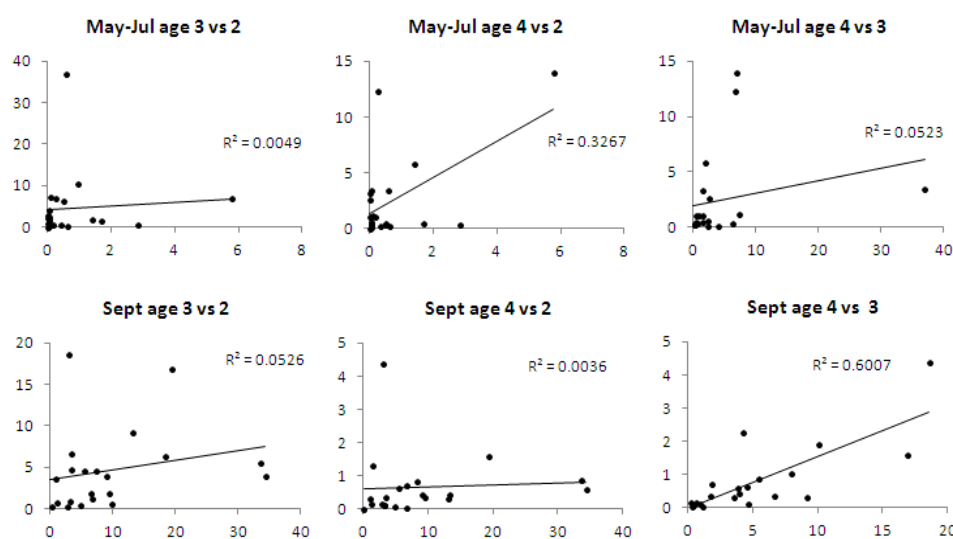 May-Jul age 3 vs 2
40
30
20
10
0
0 2 4 6 8
R² = 0.0049
May-Jul age 4 vs 2
15
10
5
0
0 2 4 6 8
R² = 0.3267
May-Jul age 4 vs 3
15
10
5
0
0 10 20 30 40
R² = 0.0523
Sept age 3 vs 2
20
15
10
5
0
0 10 20 30 40
R² = 0.0526
Sept age 4 vs 2
5
4
3
2
1
0
0 10 20 30 40
R² = 0.0036
Sept age 4 vs 3
5
4
3
2
1
0
0 5 10 15 20
R² = 0.6007